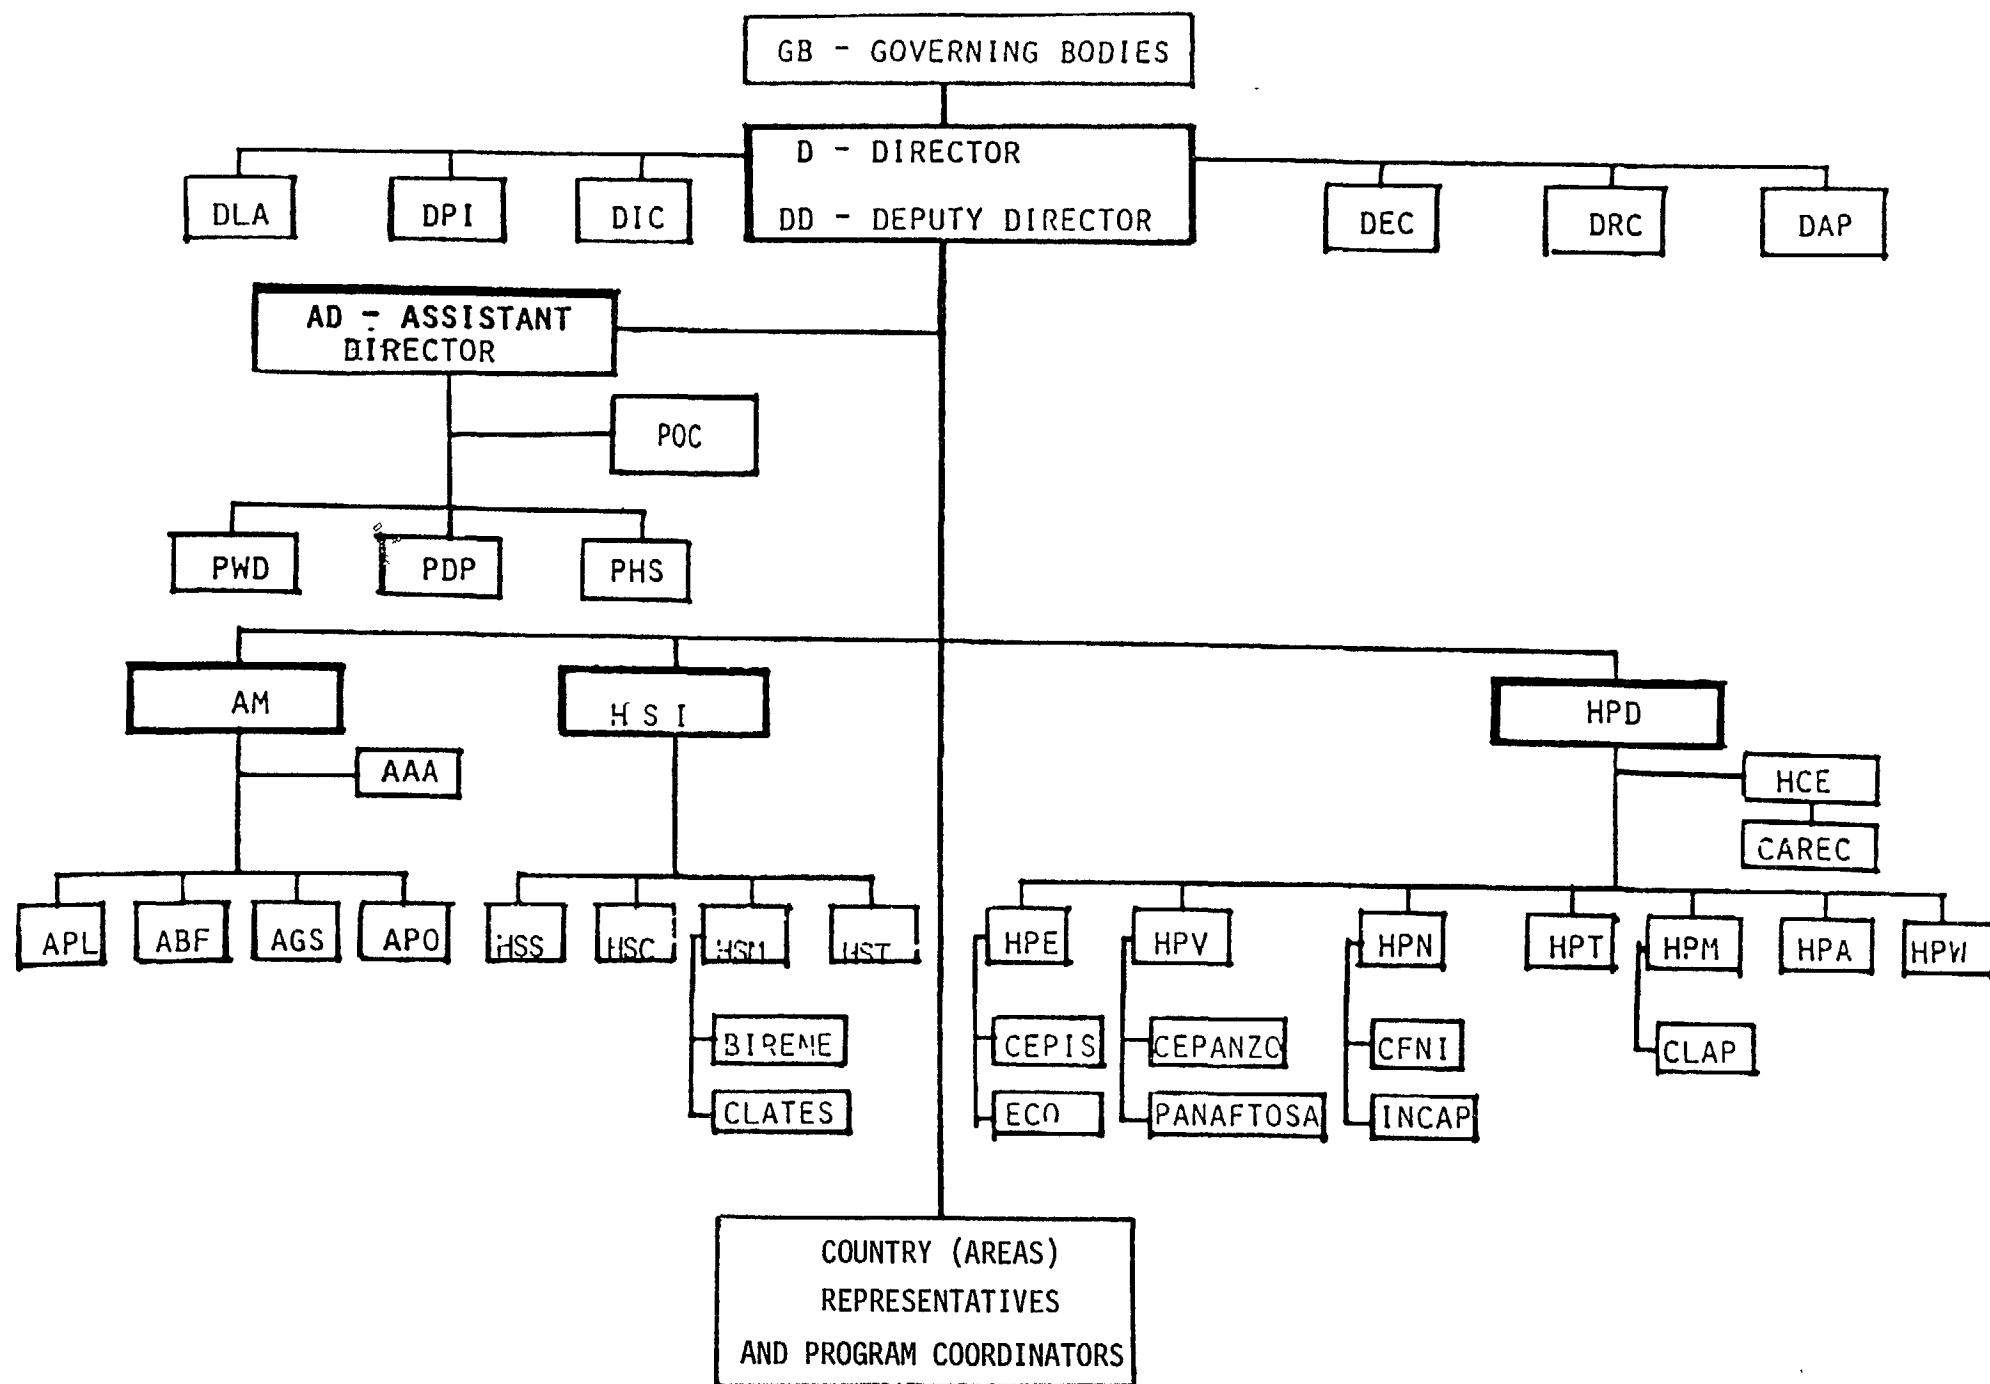 GB - GOVERNING BODIES
D - DIRECTOR
DD - DEPUTY DIRECTOR
DLA
DPI
DIC
DEC
DRC
DAP
AD - ASSISTANT
DIRECTOR
POC
PWD
PDP
PHS
AM
HSI
HPD
AAA
HCE
CAREC
APL
ABF
AGS
APO
HSS
HSC
HSM
HST
HPE
HPV
HPN
HPT
HPM
HPA
HPW
BIREME
CLATES
CEPIS
ECO
CEPANZO
PANAFTOSA
CFNI
INCAP
CLAP
COUNTRY (AREAS)
REPRESENTATIVES
AND PROGRAM COORDINATORS